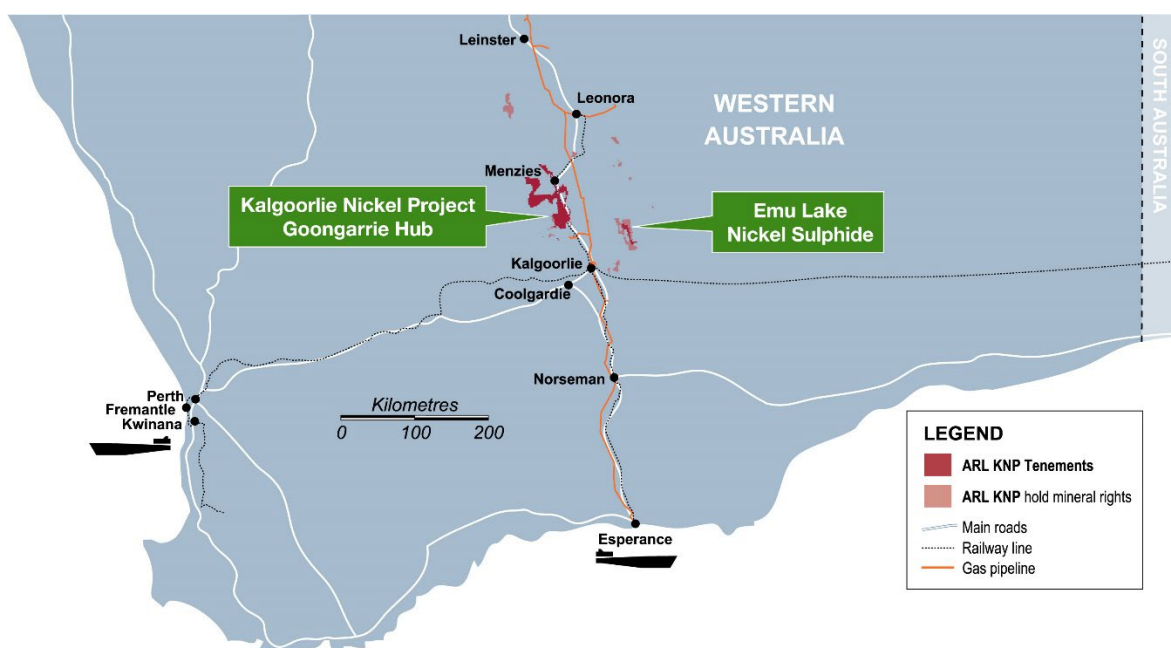 Leinster
Leonora
WESTERN
AUSTRALIA
SOUTH AUSTRALIA
Menzies
Kalgoorlie Nickel Project
Goongarrie Hub
Emu Lake
Nickel Sulphide
Kalgoorlie
Coolgardie
Norseman
Perth
Fremantle
Kwinana
Kilometres
0 100 200
Esperance
LEGEND
ARL KNP Tenements
ARL KNP hold mineral rights
Main roads
Railway line
Gas pipeline